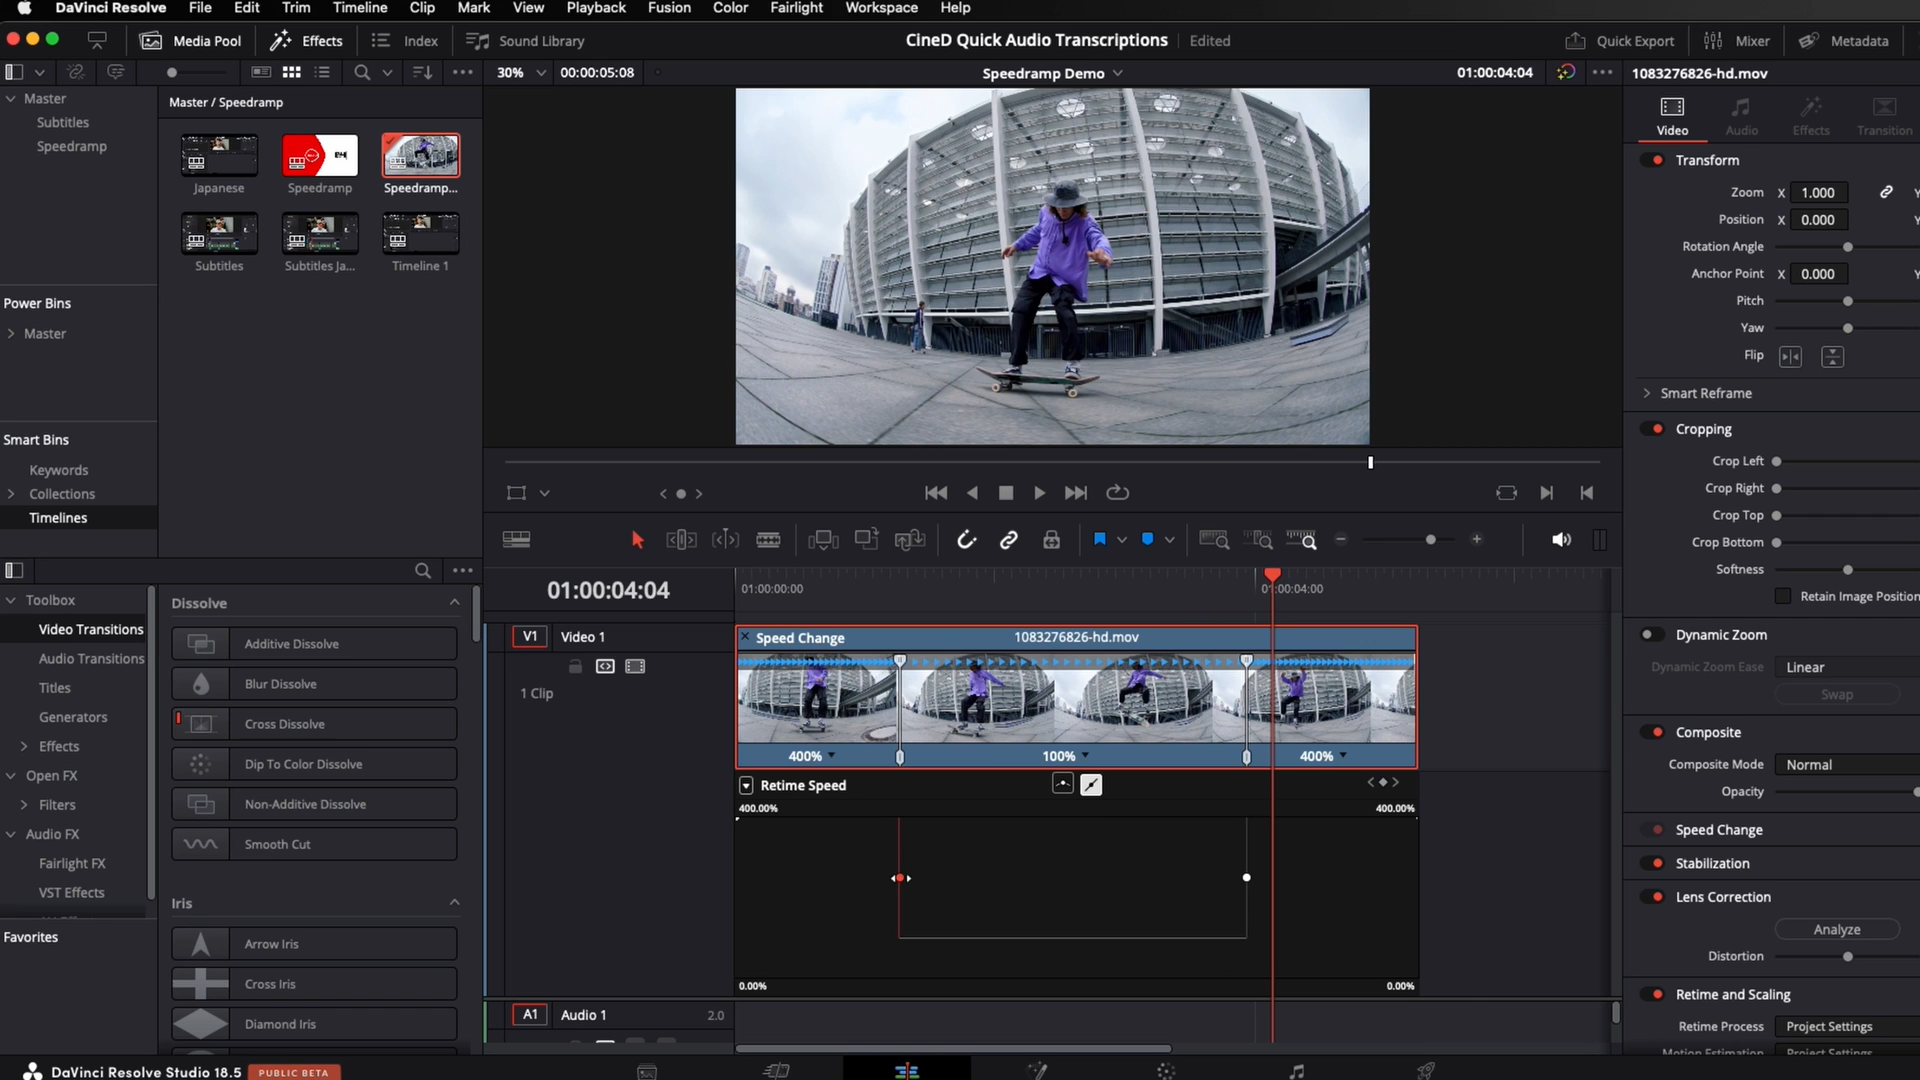 DaVinci Resolve File Edit Trim Timeline Clip Mark View Playback Fusion Color Fairlight Workspace Help
Media Pool Effects Index Sound Library CineD Quick Audio Transcriptions Edited Quick Export Mixer Metadata
30% 00:00:05:08 Speedramp Demo 01:00:04:04 1083276826-hd.mov
Master
Subtitles
Speedramp
Power Bins
Master
Smart Bins
Keywords
Collections
Timelines
Master / Speedramp
Japanese Speedramp Speedramp...
Subtitles Subtitles Ja... Timeline 1
Toolbox
Video Transitions
Audio Transitions
Titles
Generators
Effects
Open FX
Filters
Audio FX
Fairlight FX
VST Effects
Favorites
Dissolve
Additive Dissolve
Blur Dissolve
Cross Dissolve
Dip To Color Dissolve
Non-Additive Dissolve
Smooth Cut
Iris
Arrow Iris
Cross Iris
Diamond Iris
01:00:04:04 01:00:00:00 01:00:04:00
V1 Video 1
1 Clip
Speed Change 1083276826-hd.mov
400% 100% 400%
Retime Speed
400.00% 400.00%
0.00% 0.00%
A1 Audio 1 2.0
Video Audio Effects Transition
Transform
Zoom X 1.000 Y
Position X 0.000 Y
Rotation Angle
Anchor Point X 0.000 Y
Pitch
Yaw
Flip
Smart Reframe
Cropping
Crop Left
Crop Right
Crop Top
Crop Bottom
Softness
Retain Image Position
Dynamic Zoom
Dynamic Zoom Ease Linear
Swap
Composite
Composite Mode Normal
Opacity
Speed Change
Stabilization
Lens Correction
Analyze
Distortion
Retime and Scaling
Retime Process Project Settings
Motion Estimation Project Settings
DaVinci Resolve Studio 18.5 PUBLIC BETA